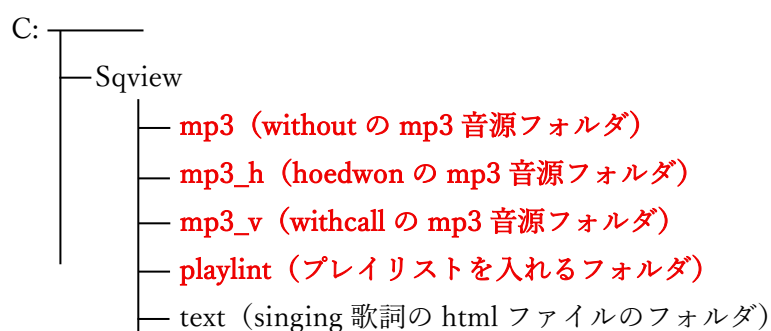 C:
Sqview
mp3（without の mp3 音源フォルダ）
mp3_h（hoedwon の mp3 音源フォルダ）
mp3_v（withcall の mp3 音源フォルダ）
playlint（プレイリストを入れるフォルダ）
text（singing 歌詞の html ファイルのフォルダ）